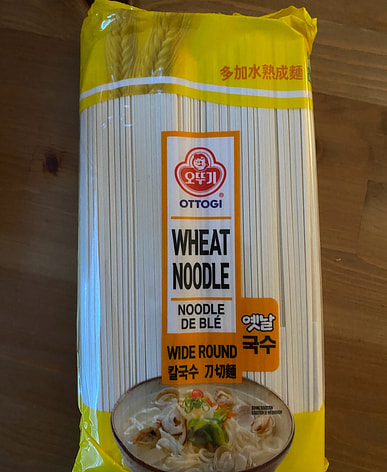 多加水熟成麵
오뚜기
OTTOGI
WHEAT
NOODLE
NOODLE
DE BLÉ
옛날
국수
WIDE ROUND
칼국수 刀切麵